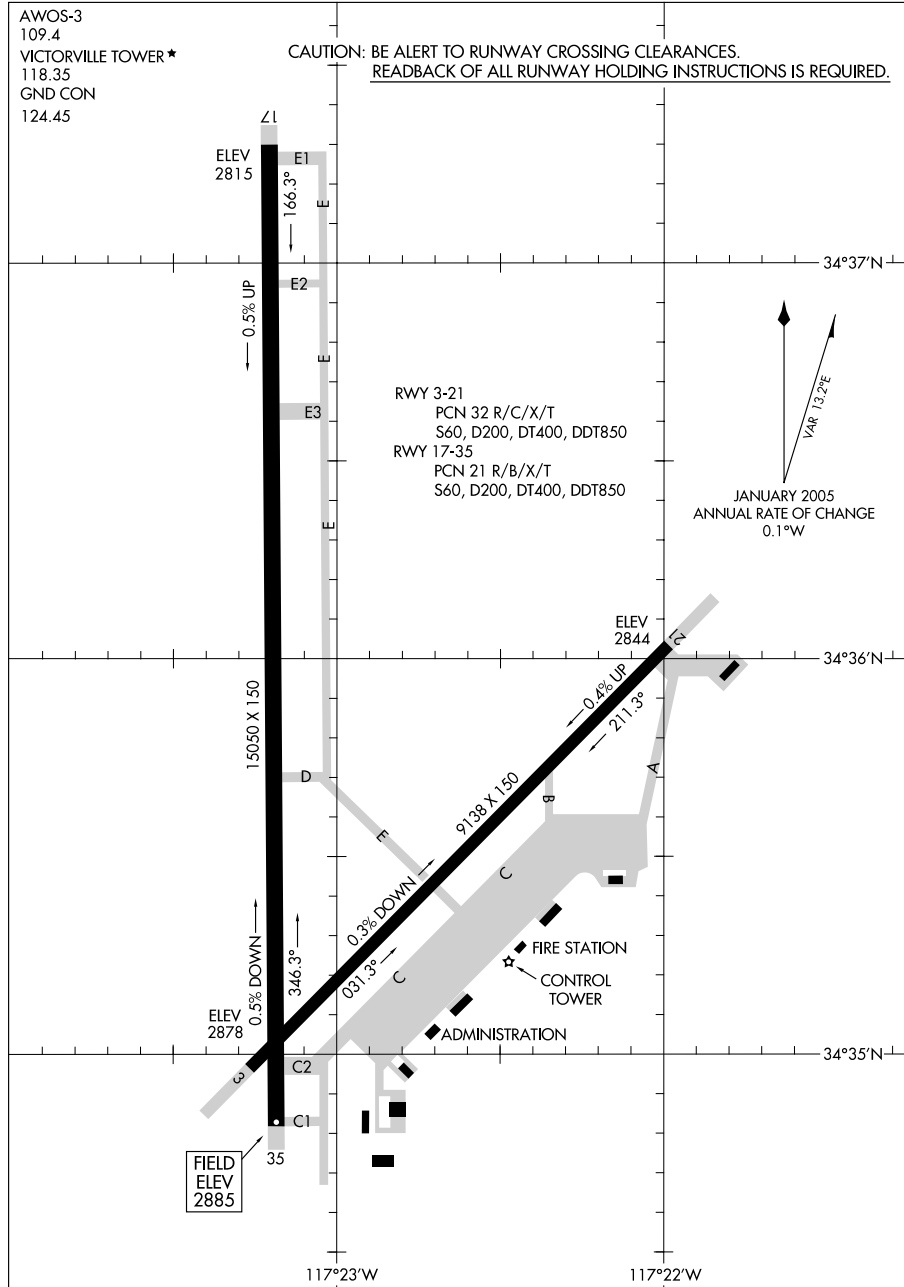 AWOS-3
109.4
VICTORVILLE TOWER★
118.35
GND CON
124.45
CAUTION: BE ALERT TO RUNWAY CROSSING CLEARANCES.
READBACK OF ALL RUNWAY HOLDING INSTRUCTIONS IS REQUIRED.
17
ELEV
2815
E1
166.3°
E
34°37'N
E2
0.5% UP
E
VAR 13.2°E
RWY 3-21
PCN 32 R/C/X/T
S60, D200, DT400, DDT850
RWY 17-35
PCN 21 R/B/X/T
S60, D200, DT400, DDT850
E3
JANUARY 2005
ANNUAL RATE OF CHANGE
0.1°W
E
ELEV
2844
21
34°36'N
0.4% UP
211.3°
15050 X 150
D
A
B
9138 X 150
E
C
0.3% DOWN
031.3°
C
0.5% DOWN
346.3°
FIRE STATION
CONTROL
TOWER
ELEV
2878
ADMINISTRATION
34°35'N
C2
3
C1
35
FIELD
ELEV
2885
117°23'W
117°22'W